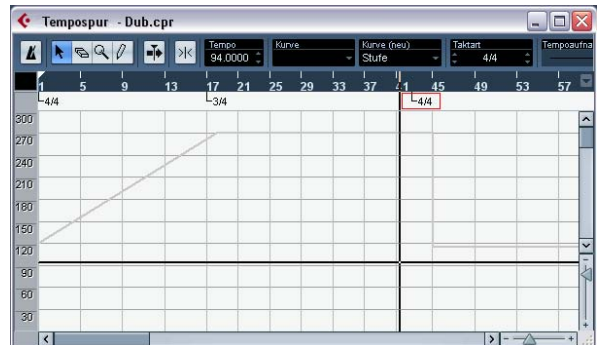 Tempospur - Dub.cpr
Tempo Kurve Kurve (neu) Taktart Tempoaufna
94.0000 Stufe 4/4
1 5 9 13 17 21 25 29 33 37 41 45 49 53 57
4/4 3/4 4/4
300
270
240
210
180
150
120
90
60
30